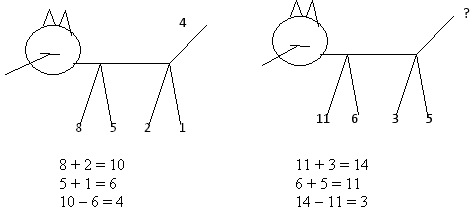 4
?
8 5 2 1
11 6 3 5
8 + 2 = 10
5 + 1 = 6
10 – 6 = 4
11 + 3 = 14
6 + 5 = 11
14 – 11 = 3